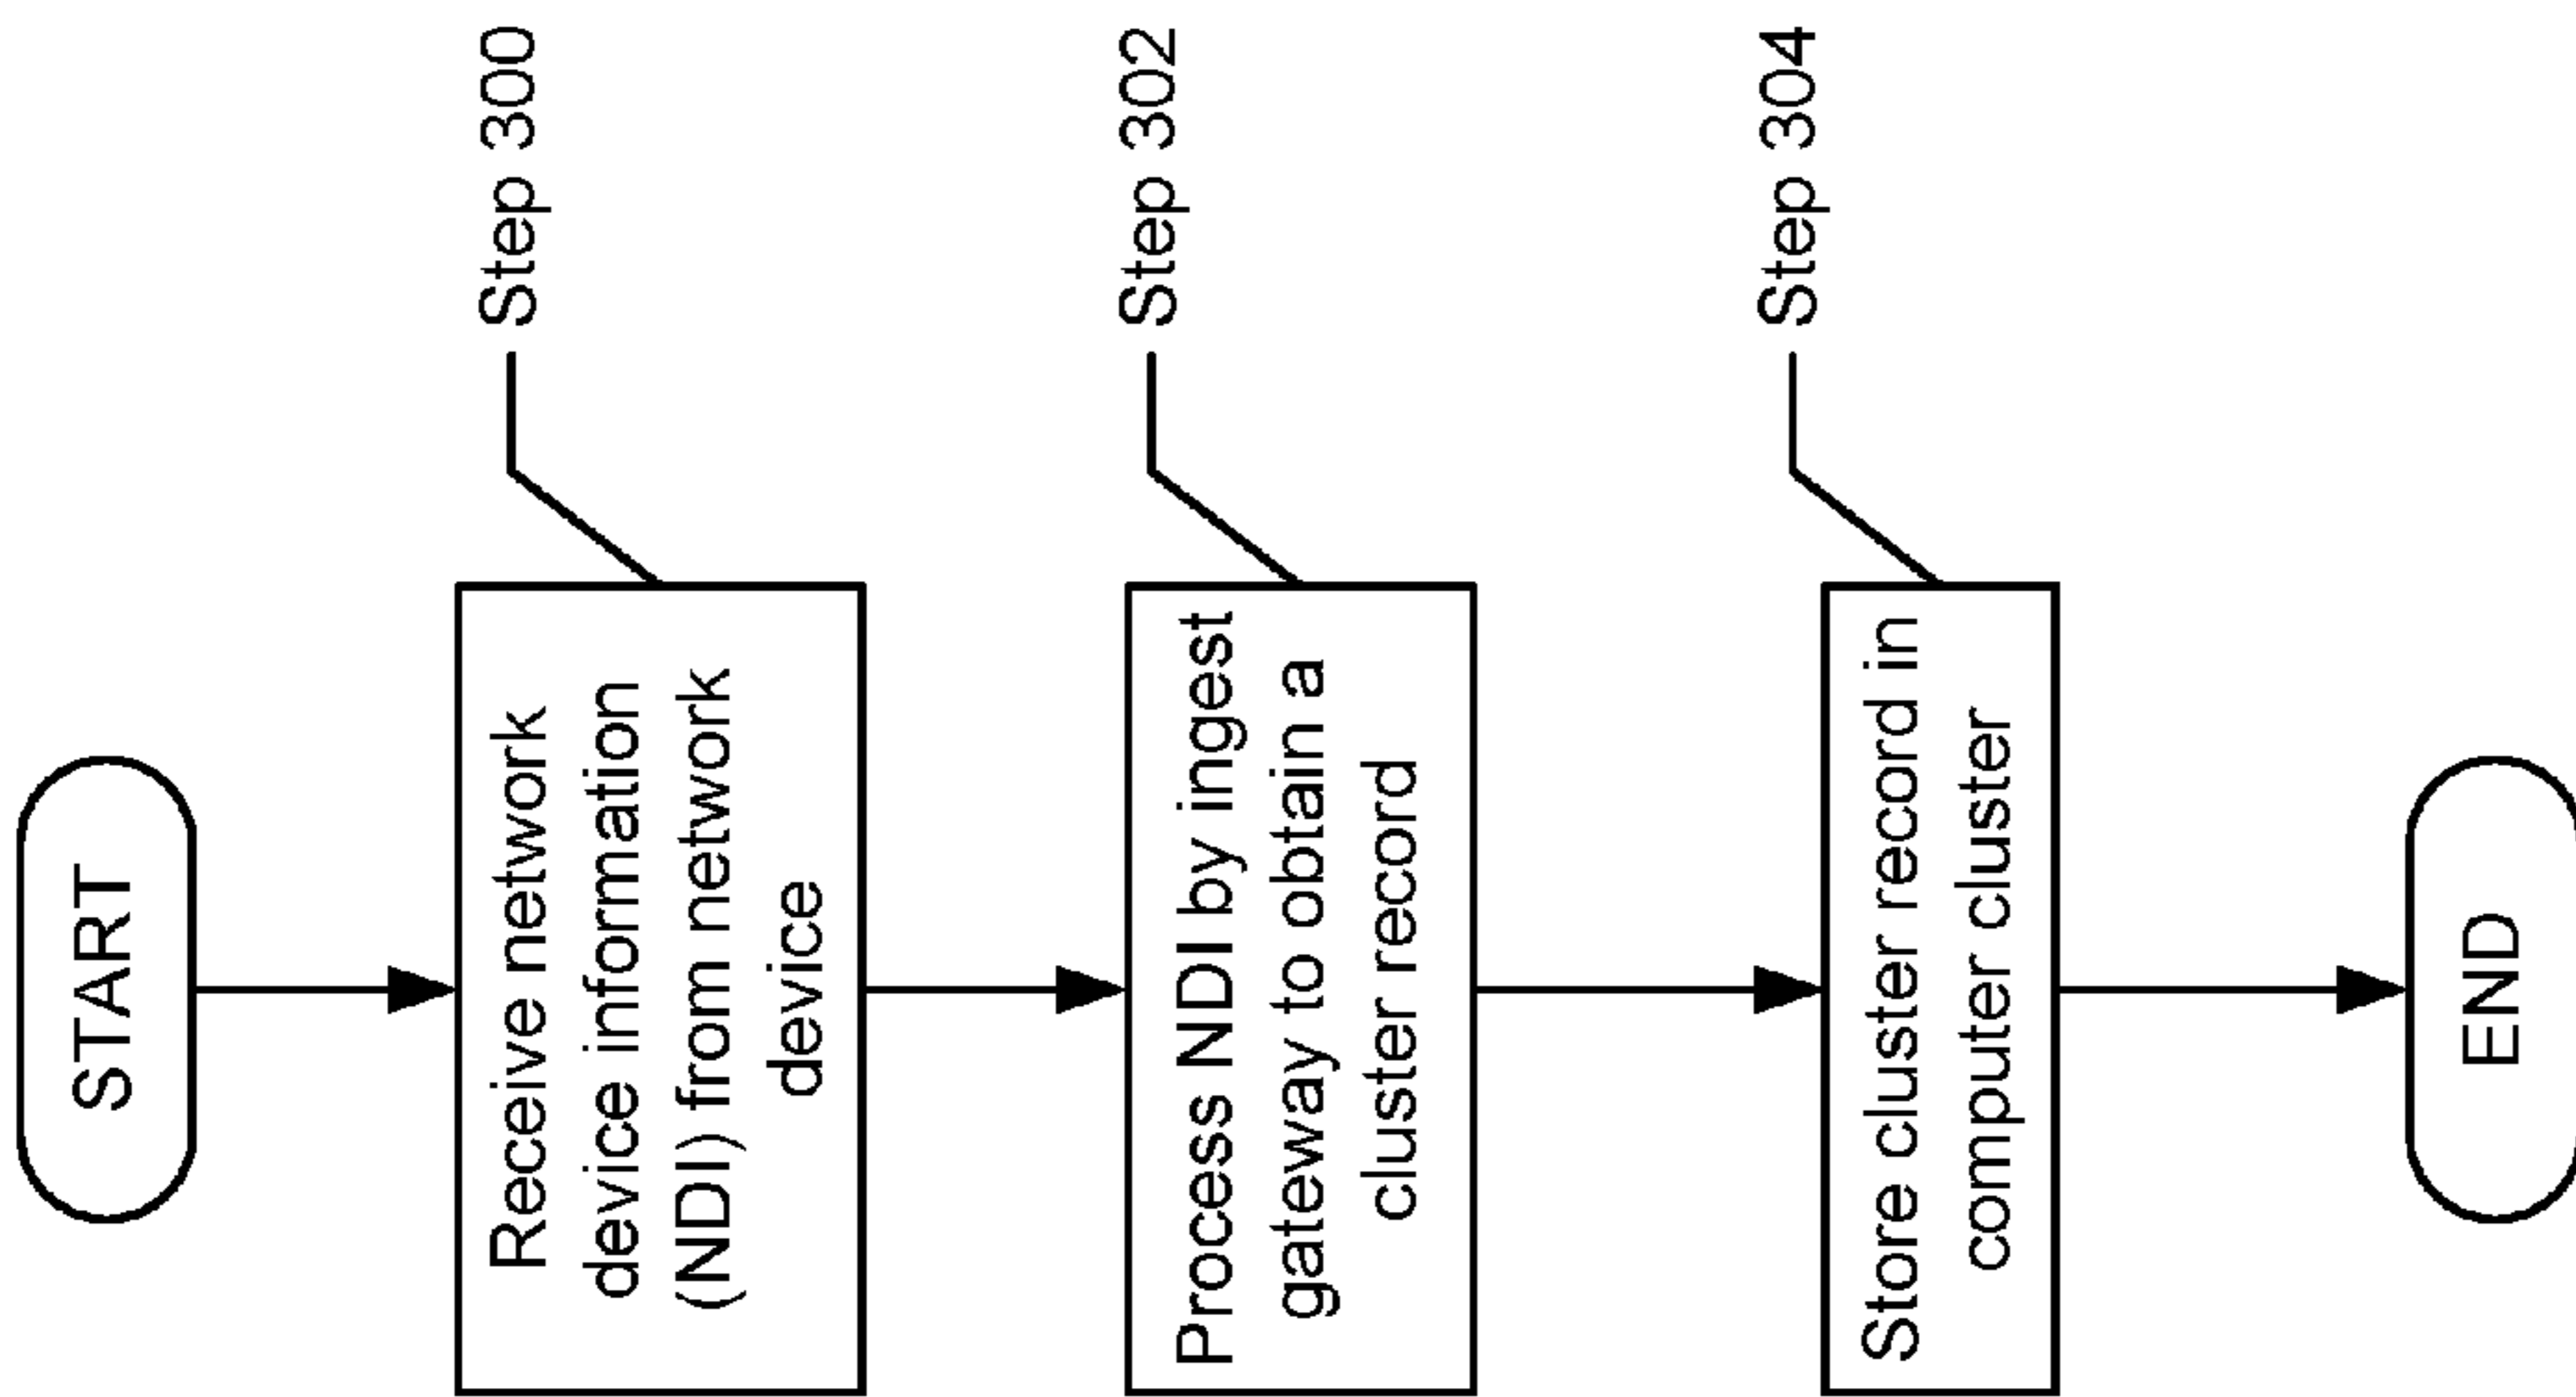 START
Receive network
device information
(NDI) from network
device
Step 300
Process NDI by ingest
gateway to obtain a
cluster record
Step 302
Store cluster record in
computer cluster
Step 304
END